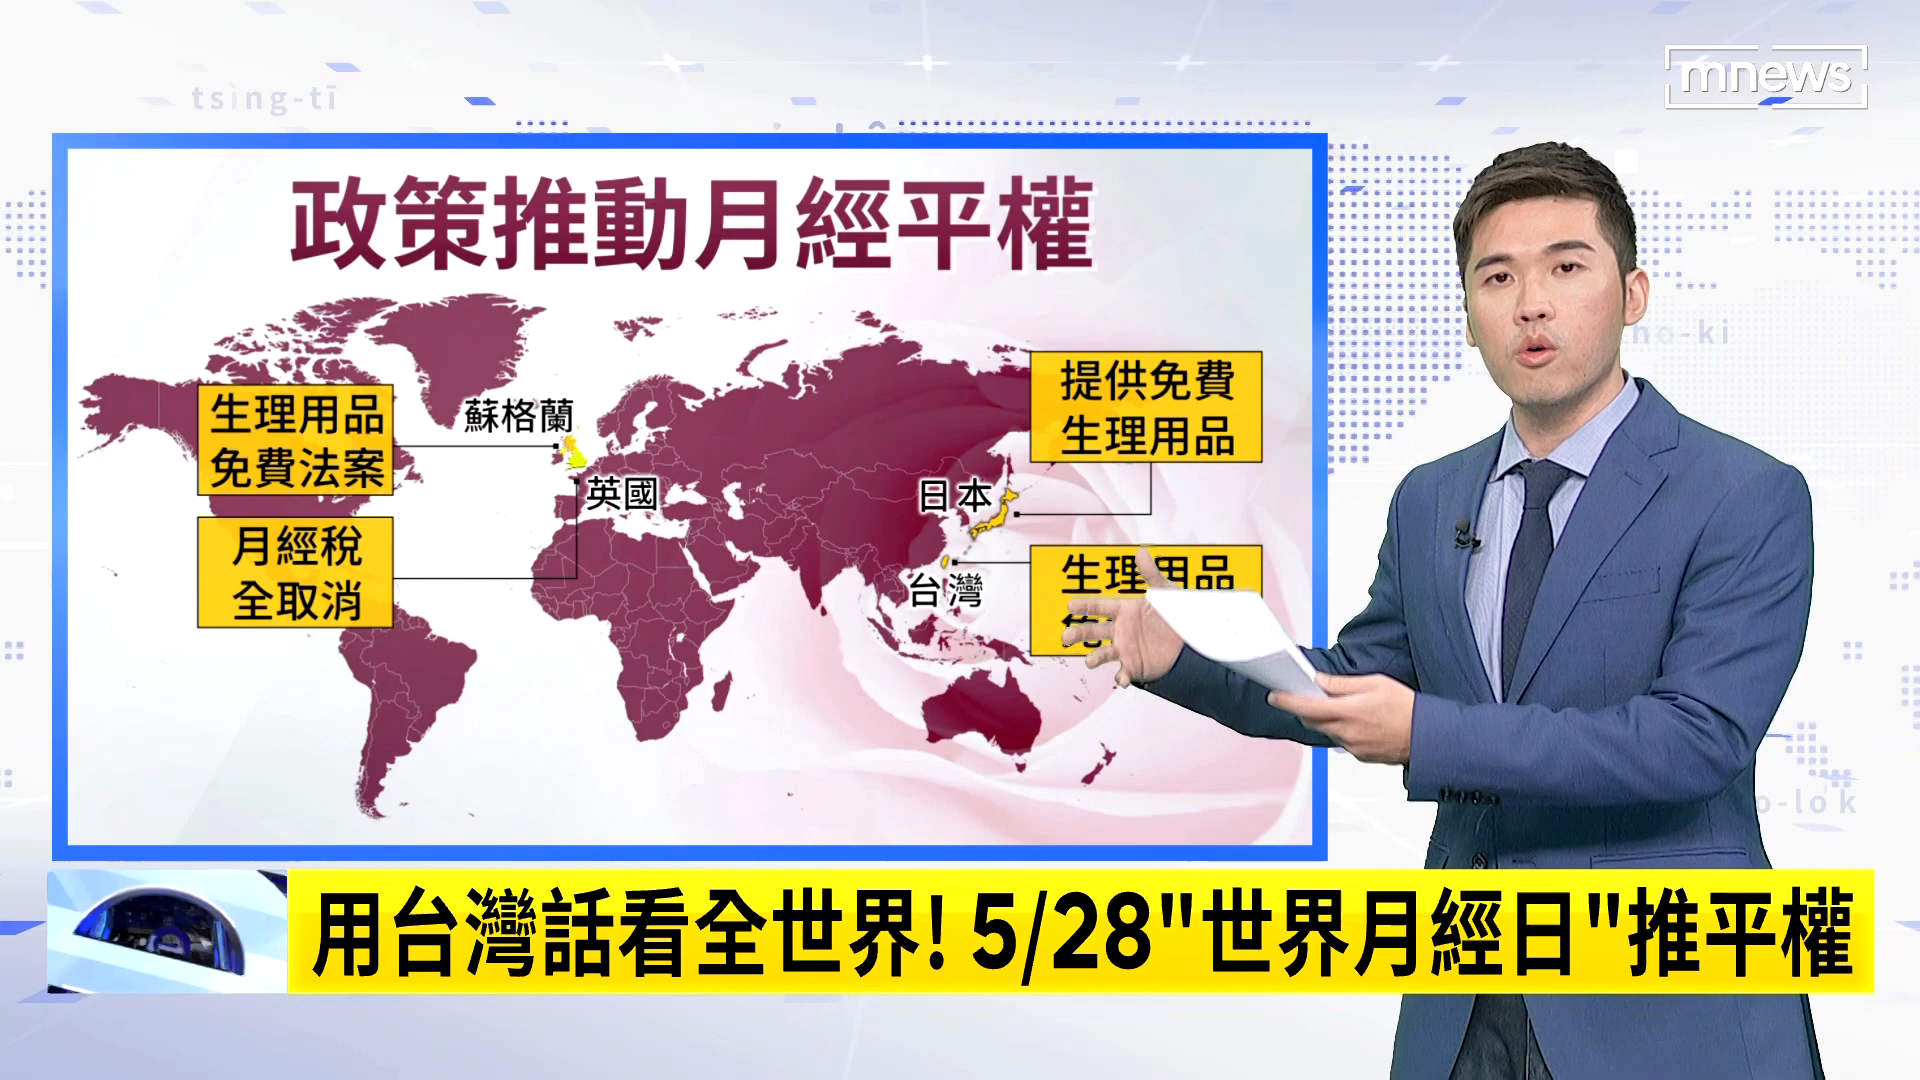 tsìng-tī
mnews
政策推動月經平權
生理用品
免費法案
蘇格蘭
月經稅
全取消
英國
提供免費
生理用品
日本
台灣
生理用品
用台灣話看全世界! 5/28"世界月經日"推平權